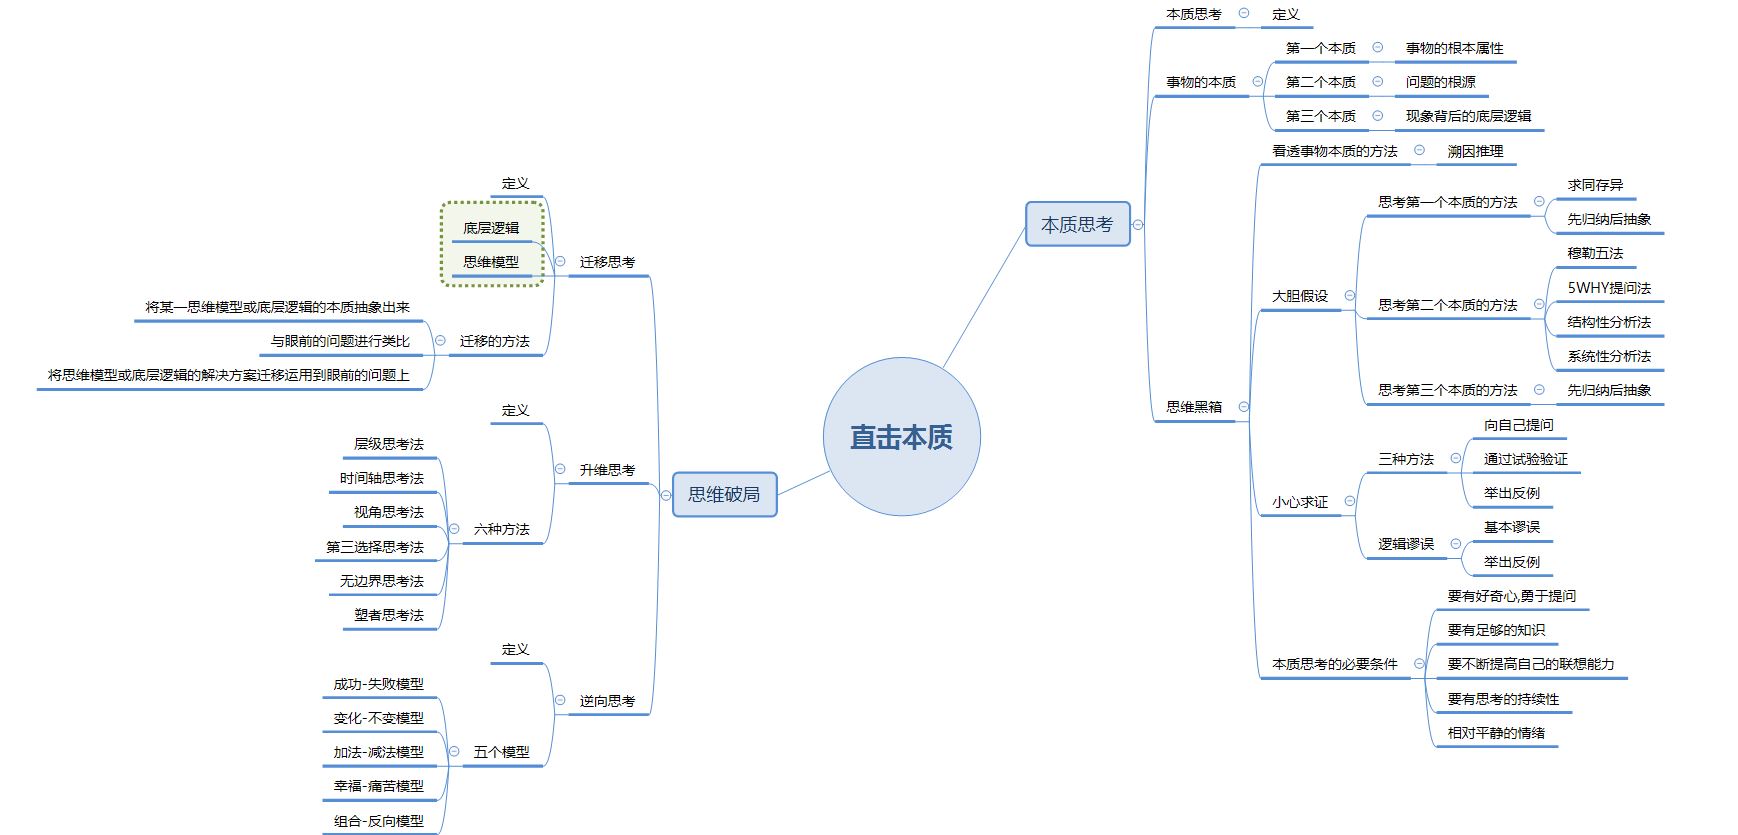 直击本质
本质思考
本质思考
定义
事物的本质
第一个本质
事物的根本属性
第二个本质
问题的根源
第三个本质
现象背后的底层逻辑
思维黑箱
看透事物本质的方法
溯因推理
大胆假设
思考第一个本质的方法
求同存异
先归纳后抽象
思考第二个本质的方法
穆勒五法
5WHY提问法
结构性分析法
系统性分析法
思考第三个本质的方法
先归纳后抽象
小心求证
三种方法
向自己提问
通过试验验证
举出反例
逻辑谬误
基本谬误
举出反例
本质思考的必要条件
要有好奇心,勇于提问
要有足够的知识
要不断提高自己的联想能力
要有思考的持续性
相对平静的情绪
思维破局
迁移思考
定义
底层逻辑
思维模型
迁移的方法
将某一思维模型或底层逻辑的本质抽象出来
与眼前的问题进行类比
将思维模型或底层逻辑的解决方案迁移运用到眼前的问题上
升维思考
定义
六种方法
层级思考法
时间轴思考法
视角思考法
第三选择思考法
无边界思考法
塑者思考法
逆向思考
定义
五个模型
成功-失败模型
变化-不变模型
加法-减法模型
幸福-痛苦模型
组合-反向模型